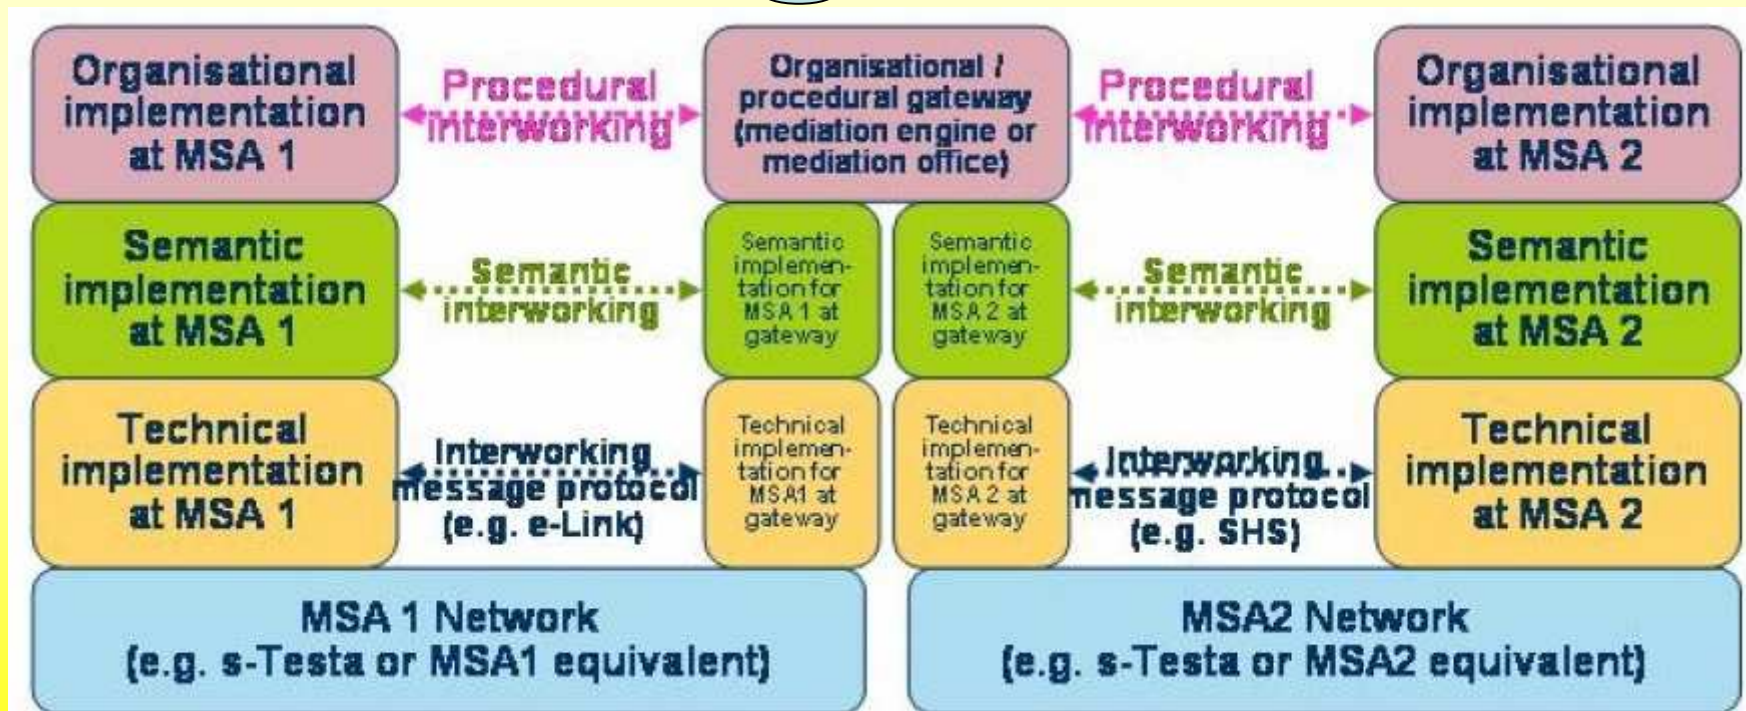 Organisational
implementation
at MSA 1
Procedural
interworking
Organisational /
procedural gateway
(mediation engine or
mediation office)
Procedural
interworking
Organisational
implementation
at MSA 2
Semantic
implementation
at MSA 1
Semantic
interworking
Semantic
implemen-
tation for
MSA 1 at
gateway
Semantic
implemen-
tation for
MSA 2 at
gateway
Semantic
interworking
Semantic
implementation
at MSA 2
Technical
implementation
at MSA 1
Interworking
message protocol
(e.g. e-Link)
Technical
implemen-
tation for
MSA1 at
gateway
Technical
implemen-
tation for
MSA 2 at
gateway
Interworking
message protocol
(e.g. SHS)
Technical
implementation
at MSA 2
MSA 1 Network
(e.g. s-Testa or MSA1 equivalent)
MSA2 Network
(e.g. s-Testa or MSA2 equivalent)